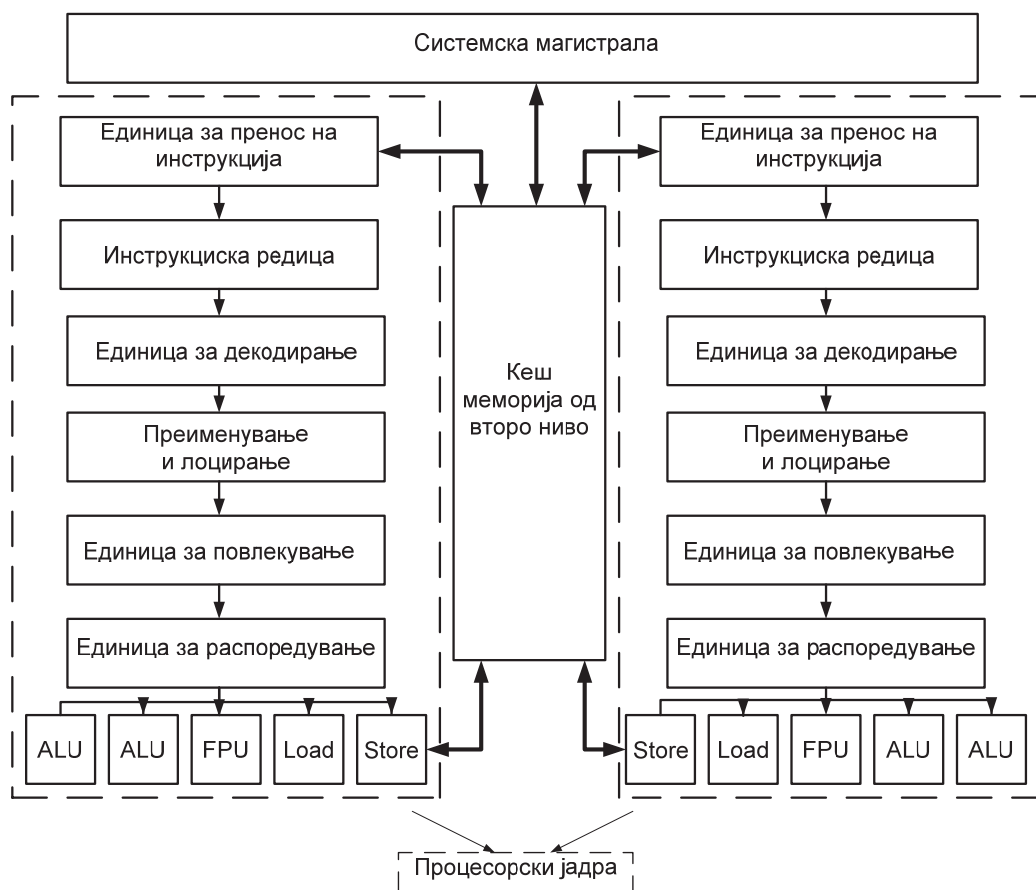 Системска магистрала
Единица за пренос на
инструкција
Инструкциска редица
Единица за декодирање
Преименување
и лоцирање
Единица за повлекување
Единица за распоредување
ALU
ALU
FPU
Load
Store
Кеш
меморија од
второ ниво
Единица за пренос на
инструкција
Инструкциска редица
Единица за декодирање
Преименување
и лоцирање
Единица за повлекување
Единица за распоредување
Store
Load
FPU
ALU
ALU
Процесорски јадра